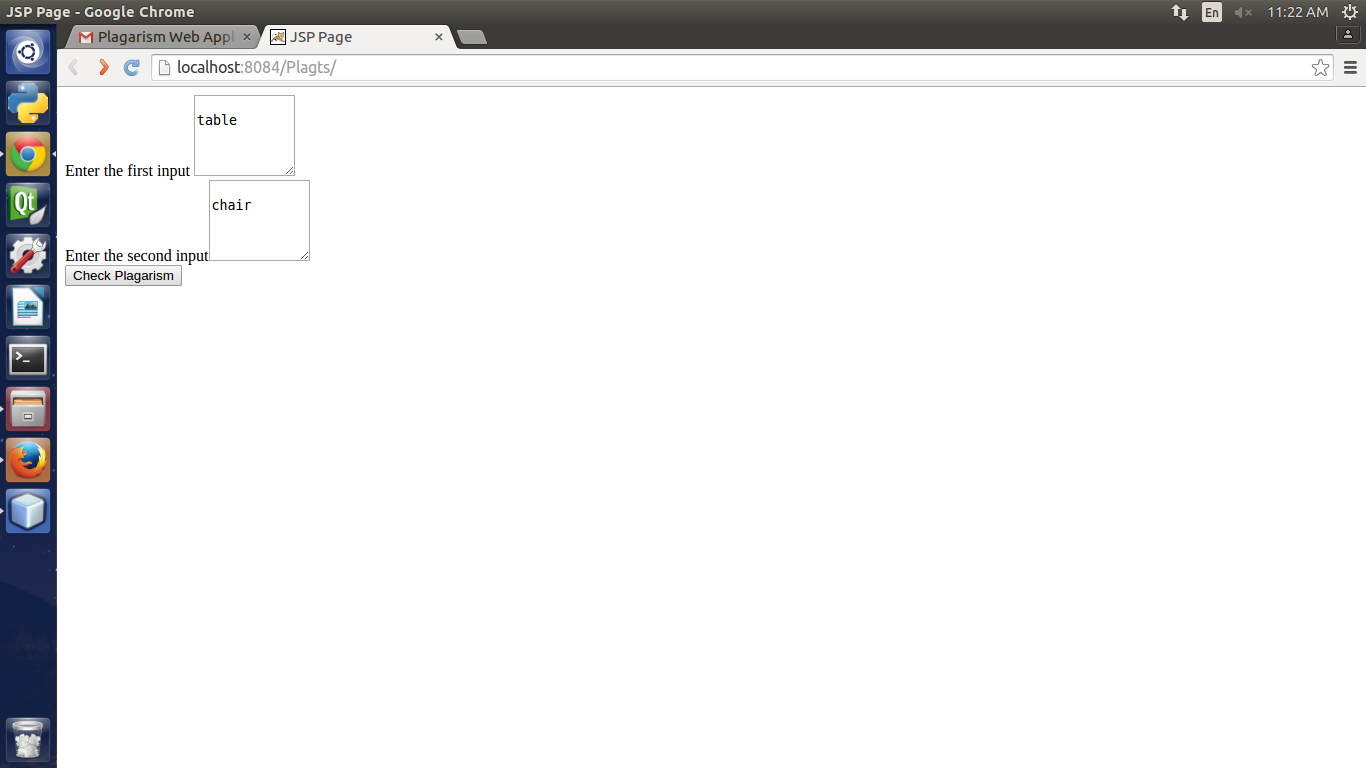 JSP Page - Google Chrome
En
11:22 AM
Plagarism Web Appl
JSP Page
localhost:8084/Plagts/
table
Enter the first input
chair
Enter the second input
Check Plagarism
Qt
>_